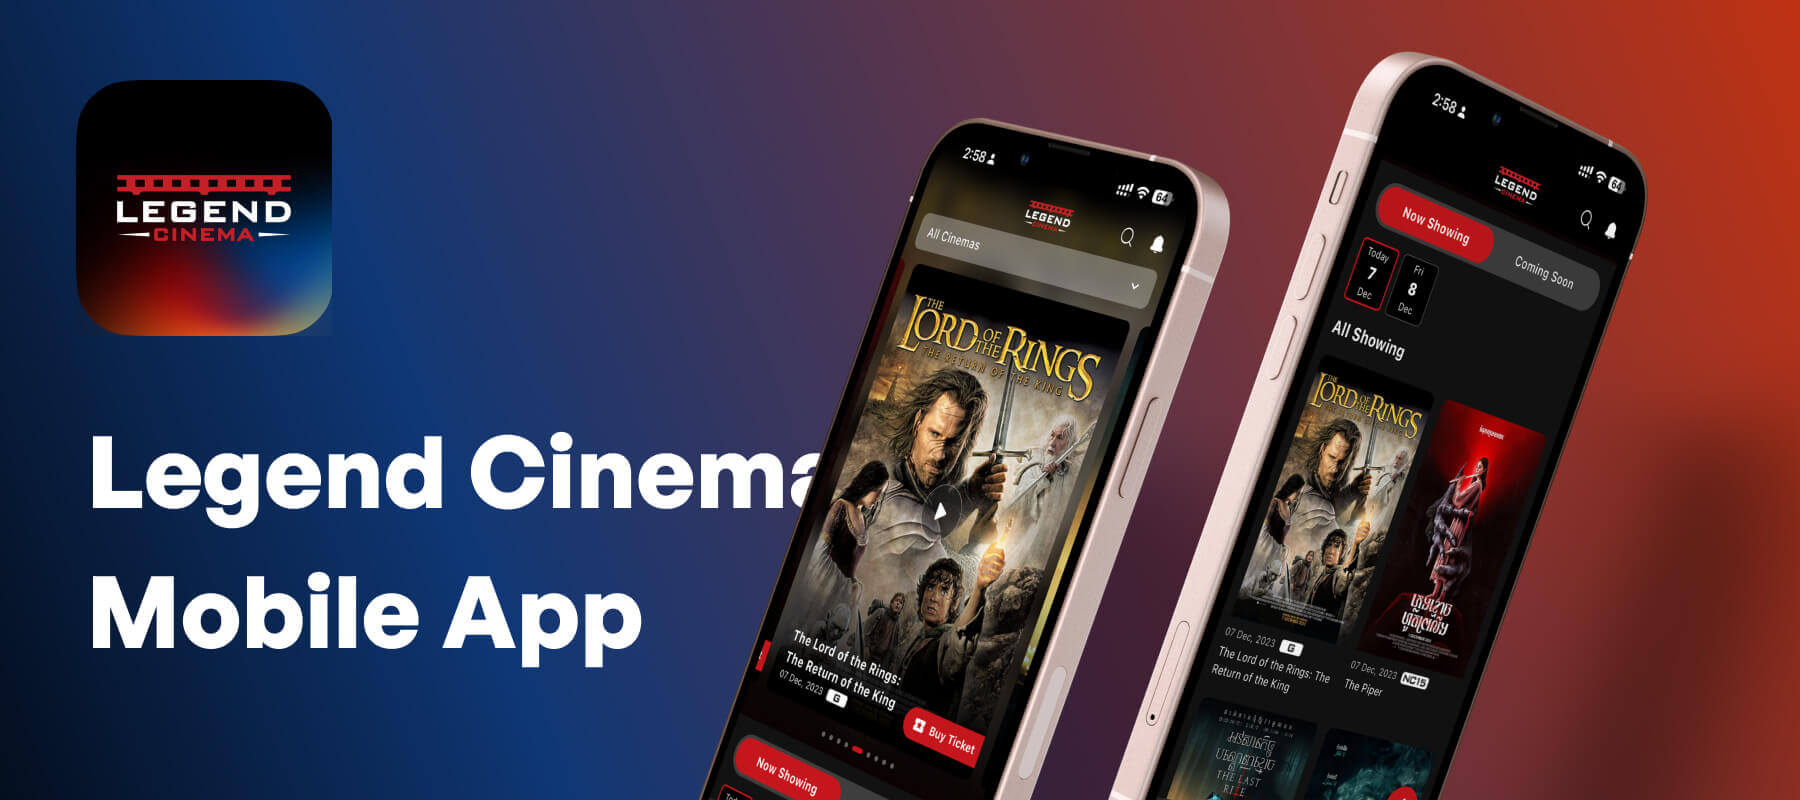 LEGEND
CINEMA
Legend Cinema
Mobile App
2:58
64
LEGEND
CINEMA
All Cinemas
THE
LORD OF THE RINGS
THE RETURN OF THE KING
The Lord of the Rings:
The Return of the King
07 Dec, 2023 G
Buy Ticket
Now Showing
2:58
64
LEGEND
CINEMA
Now Showing
Coming Soon
Today
7
Dec
Fri
8
Dec
All Showing
THE
LORD OF THE RINGS
07 Dec, 2023 G
The Lord of the Rings: The
Return of the King
07 Dec, 2023 NC15
The Piper
THE LAST
RITE